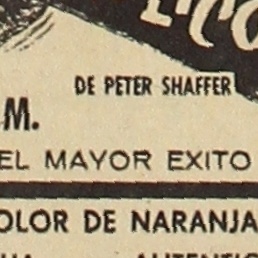 DE PETER SHAFFER
M.
EL MAYOR EXITO
OLOR DE NARANJA